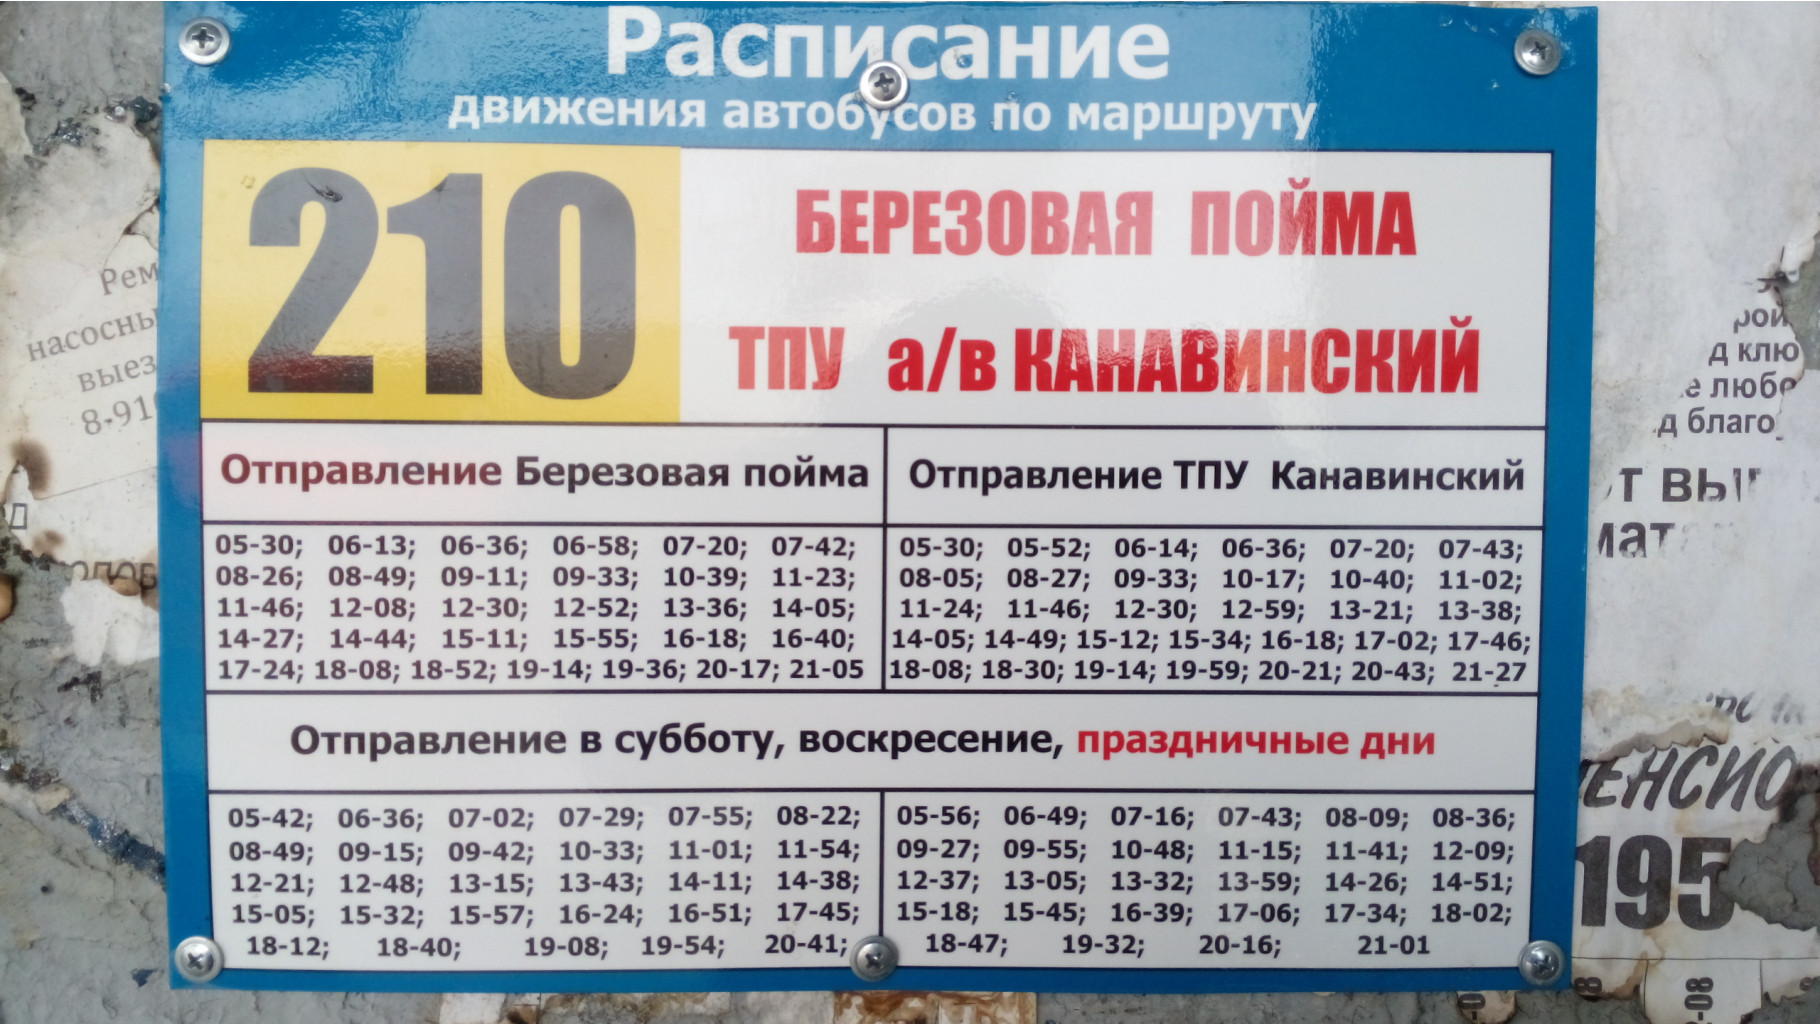 Расписание
движения автобусов по маршруту
210
БЕРЕЗОВАЯ ПОЙМА
ТПУ а/в КАНАВИНСКИЙ
Отправление Березовая пойма
05-30; 06-13; 06-36; 06-58; 07-20; 07-42;
08-26; 08-49; 09-11; 09-33; 10-39; 11-23;
11-46; 12-08; 12-30; 12-52; 13-36; 14-05;
14-27; 14-44; 15-11; 15-55; 16-18; 16-40;
17-24; 18-08; 18-52; 19-14; 19-36; 20-17; 21-05
Отправление ТПУ Канавинский
05-30; 05-52; 06-14; 06-36; 07-20; 07-43;
08-05; 08-27; 09-33; 10-17; 10-40; 11-02;
11-24; 11-46; 12-30; 12-59; 13-21; 13-38;
14-05; 14-49; 15-12; 15-34; 16-18; 17-02; 17-46;
18-08; 18-30; 19-14; 19-59; 20-21; 20-43; 21-27
Отправление в субботу, воскресение, праздничные дни
05-42; 06-36; 07-02; 07-29; 07-55; 08-22;
08-49; 09-15; 09-42; 10-33; 11-01; 11-54;
12-21; 12-48; 13-15; 13-43; 14-11; 14-38;
15-05; 15-32; 15-57; 16-24; 16-51; 17-45;
18-12; 18-40; 19-08; 19-54; 20-41;
05-56; 06-49; 07-16; 07-43; 08-09; 08-36;
09-27; 09-55; 10-48; 11-15; 11-41; 12-09;
12-37; 13-05; 13-32; 13-59; 14-26; 14-51;
15-18; 15-45; 16-39; 17-06; 17-34; 18-02;
18-47; 19-32; 20-16; 21-01
Рем
насосны
выез
8-91
д клю
любо
д благо
195
-08